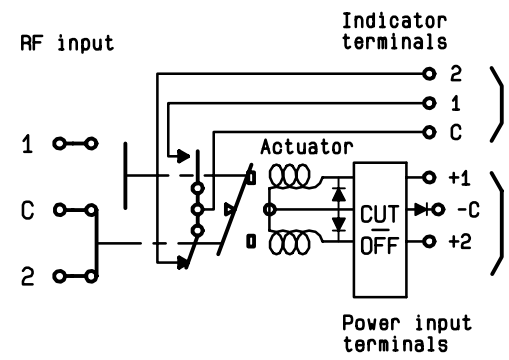 Indicator
terminals
RF input
2
1
C
Actuator
1
+1
C
-C
CUT
OFF
+2
2
Power input
terminals